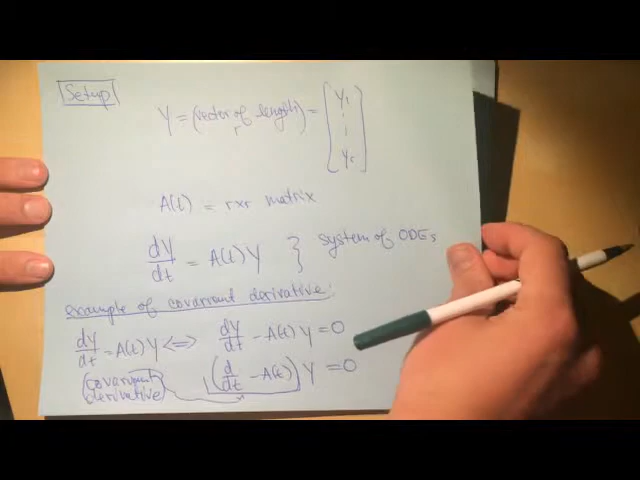 Setup
Y = (vector of length r) = [Y₁ ⋮ Yᵣ]
A(t) = r×r matrix
dY/dt = A(t) Y } system of ODEs
example of covariant derivative:
dY/dt = A(t) Y <=> dY/dt - A(t) Y = 0
(covariant derivative) (d/dt - A(t)) Y = 0